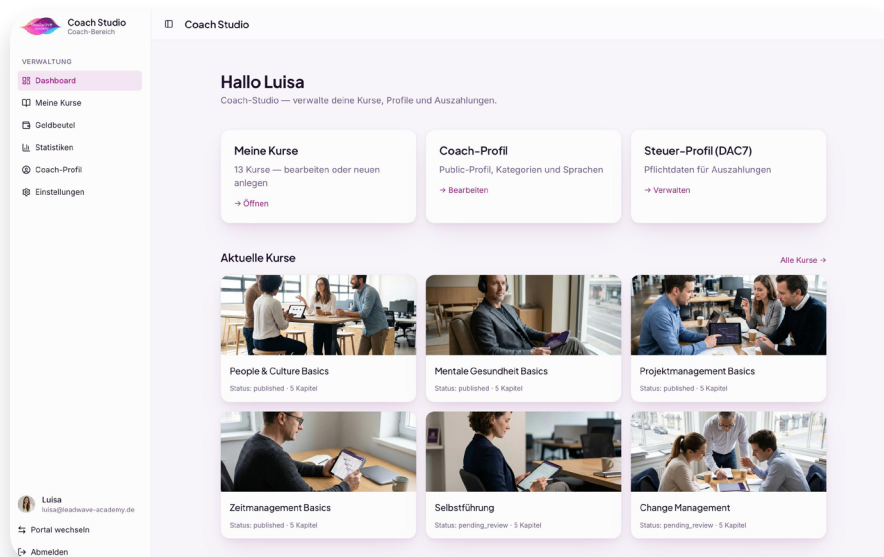 Coach Studio
Coach-Bereich
Coach Studio
VERWALTUNG
Dashboard
Meine Kurse
Geldbeutel
Statistiken
Coach-Profil
Einstellungen
Hallo Luisa
Coach-Studio — verwalte deine Kurse, Profile und Auszahlungen.
Meine Kurse
13 Kurse — bearbeiten oder neuen
anlegen
→ Öffnen
Coach-Profil
Public-Profil, Kategorien und Sprachen
→ Bearbeiten
Steuer-Profil (DAC7)
Pflichtdaten für Auszahlungen
→ Verwalten
Aktuelle Kurse
Alle Kurse →
People & Culture Basics
Status: published · 5 Kapitel
Mentale Gesundheit Basics
Status: published · 5 Kapitel
Projektmanagement Basics
Status: published · 5 Kapitel
Zeitmanagement Basics
Status: published · 5 Kapitel
Selbstführung
Status: pending_review · 5 Kapitel
Change Management
Status: pending_review · 5 Kapitel
Luisa
luisa@leadwave-academy.de
Portal wechseln
Abmelden